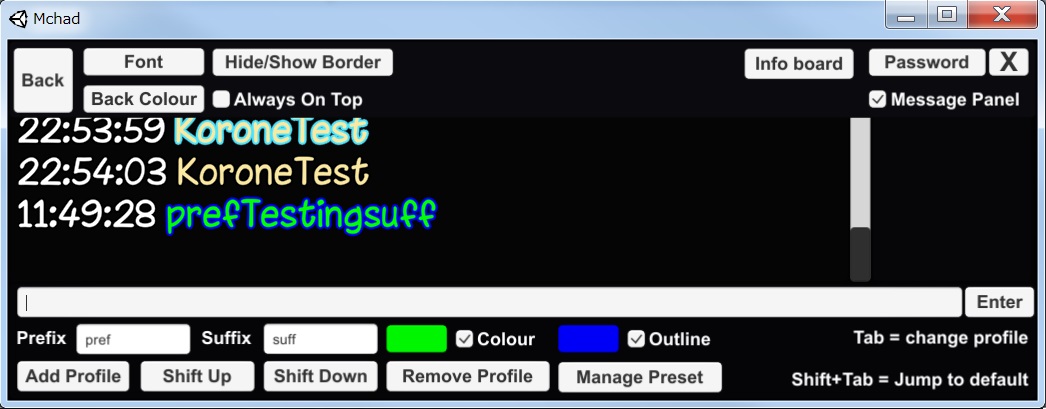 Mchad
Back
Font
Hide/Show Border
Info board
Password
X
Back Colour
Always On Top
Message Panel
22:53:59 KoroneTest
22:54:03 KoroneTest
11:49:28 prefTestingsuff
Enter
Prefix pref Suffix suff Colour Outline Tab = change profile
Add Profile Shift Up Shift Down Remove Profile Manage Preset Shift+Tab = Jump to default